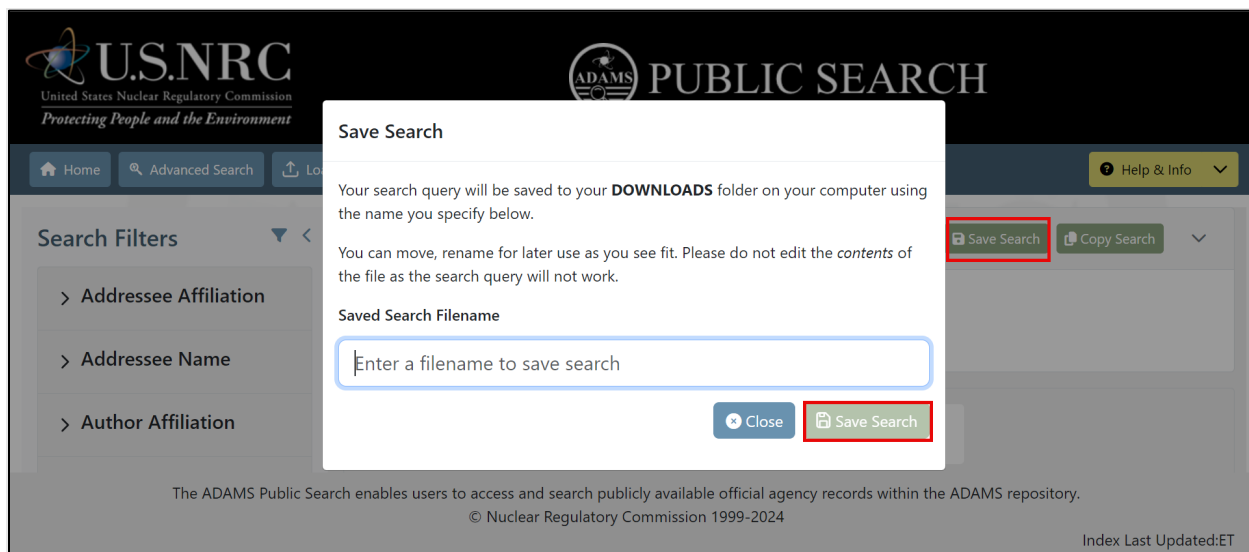 U.S.NRC
United States Nuclear Regulatory Commission
Protecting People and the Environment
ADAMS
PUBLIC SEARCH
Home
Advanced Search
Lo
Help & Info
Search Filters
Save Search
Copy Search
Addressee Affiliation
Addressee Name
Author Affiliation
Save Search
Your search query will be saved to your DOWNLOADS folder on your computer using
the name you specify below.
You can move, rename for later use as you see fit. Please do not edit the contents of
the file as the search query will not work.
Saved Search Filename
Enter a filename to save search
Close
Save Search
The ADAMS Public Search enables users to access and search publicly available official agency records within the ADAMS repository.
© Nuclear Regulatory Commission 1999-2024
Index Last Updated:ET